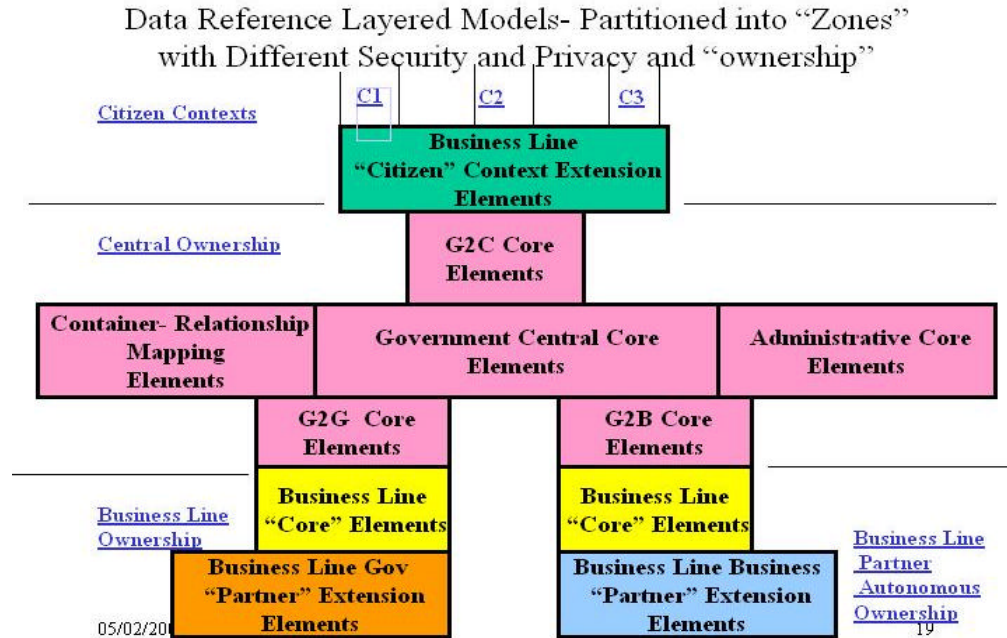 Data Reference Layered Models- Partitioned into “Zones”
with Different Security and Privacy and “ownership”
Citizen Contexts
C1
C2
C3
Business Line
“Citizen” Context Extension
Elements
Central Ownership
G2C Core
Elements
Container- Relationship
Mapping
Elements
Government Central Core
Elements
Administrative Core
Elements
G2G Core
Elements
G2B Core
Elements
Business Line
Ownership
Business Line
“Core” Elements
Business Line
“Core” Elements
Business Line
Partner
Autonomous
Ownership
Business Line Gov
“Partner” Extension
Elements
Business Line Business
“Partner” Extension
Elements
19